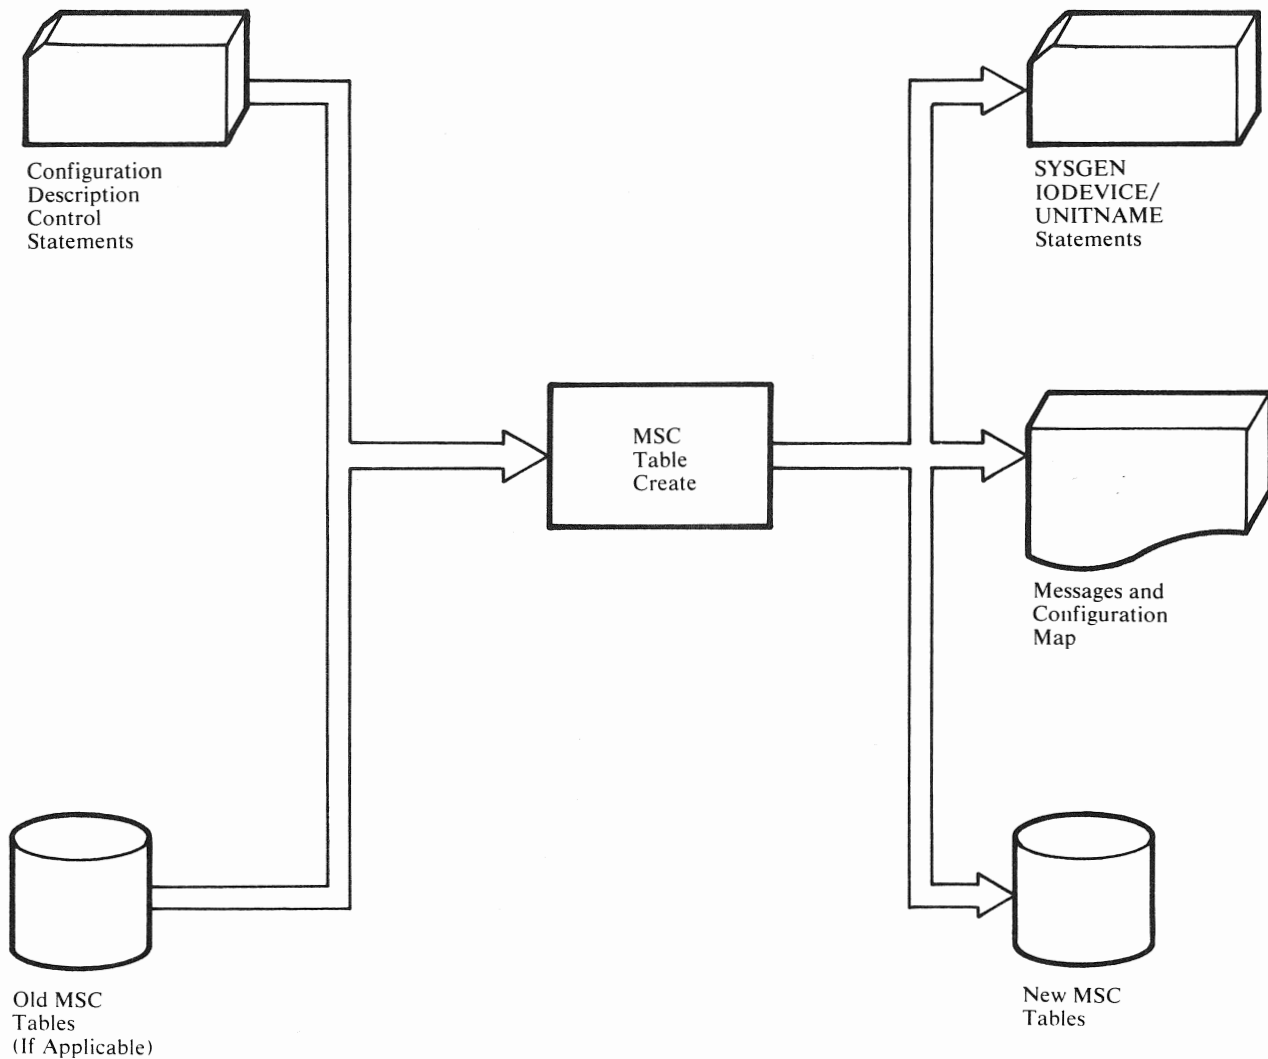 Configuration
Description
Control
Statements
SYSGEN
IODEVICE/
UNITNAME
Statements
MSC
Table
Create
Messages and
Configuration
Map
Old MSC
Tables
(If Applicable)
New MSC
Tables